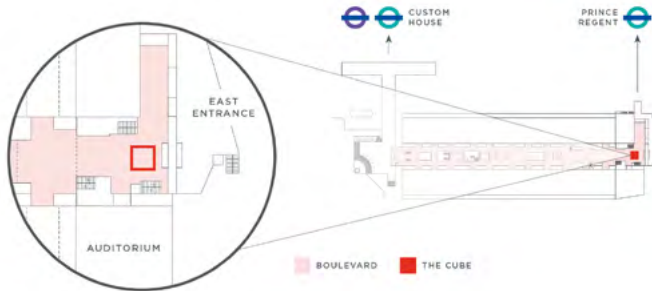 CUSTOM
HOUSE
PRINCE
REGENT
EAST
ENTRANCE
AUDITORIUM
BOULEVARD
THE CUBE